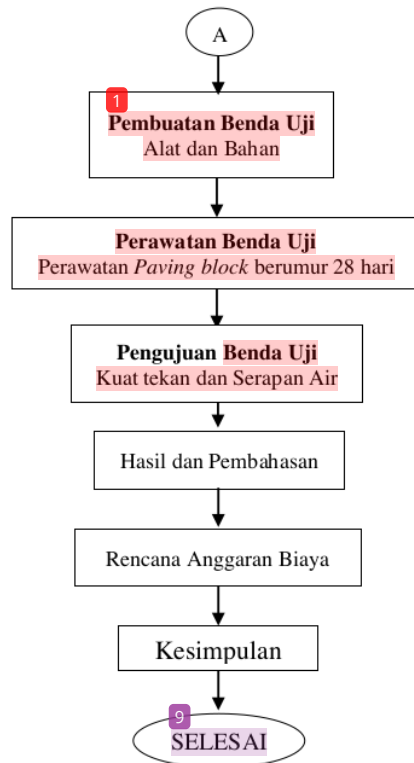 A
1
Pembuatan Benda Uji
Alat dan Bahan
Perawatan Benda Uji
Perawatan Paving block berumur 28 hari
Pengujuan Benda Uji
Kuat tekan dan Serapan Air
Hasil dan Pembahasan
Rencana Anggaran Biaya
Kesimpulan
9
SELESAI